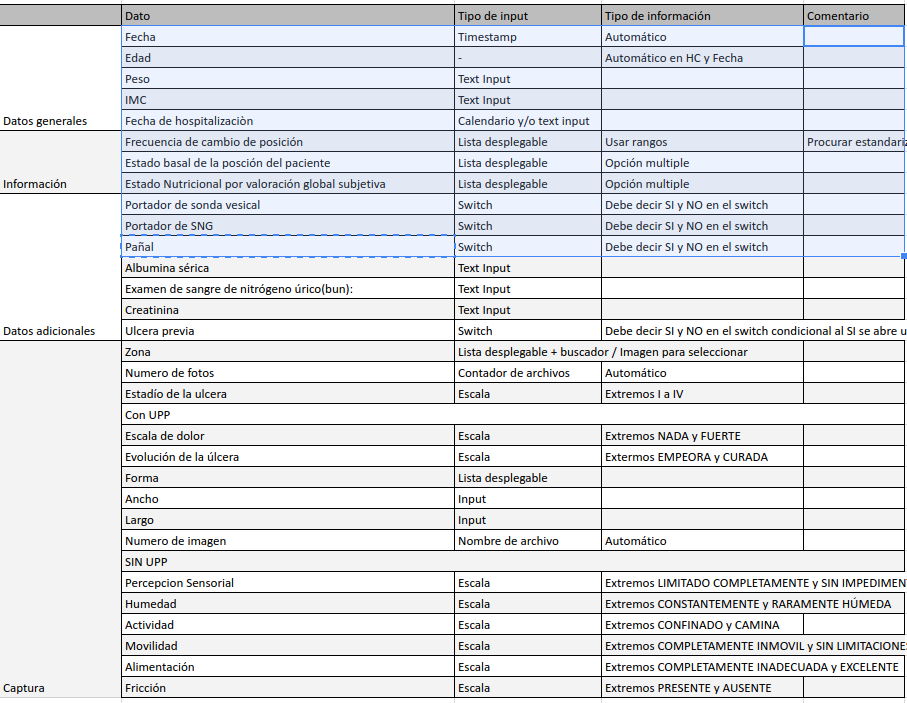 Dato Tipo de input Tipo de información Comentario
Fecha Timestamp Automático
Edad - Automático en HC y Fecha
Peso Text Input
IMC Text Input
Datos generales Fecha de hospitalizaciòn Calendario y/o text input
Frecuencia de cambio de posición Lista desplegable Usar rangos Procurar
Estado basal de la posción del paciente Lista desplegable Opción multiple
Información Estado Nutricional por valoración global subjetiva Lista desplegable Opción multiple
Portador de sonda vesical Switch Debe decir SI y NO en el switch
Portador de SNG Switch Debe decir SI y NO en el switch
Pañal Switch Debe decir SI y NO en el switch
Albumina sérica Text Input
Examen de sangre de nitrógeno úrico(bun): Text Input
Creatinina Text Input
Datos adicionales Ulcera previa Switch Debe decir SI y NO en el switch condicional al SI se abre
Zona Lista desplegable + buscador / Imagen para seleccionar
Numero de fotos Contador de archivos Automático
Estadío de la ulcera Escala Extremos I a IV
Con UPP
Escala de dolor Escala Extremos NADA y FUERTE
Evolución de la úlcera Escala Extermos EMPEORA y CURADA
Forma Lista desplegable
Ancho Input
Largo Input
Numero de imagen Nombre de archivo Automático
SIN UPP
Percepcion Sensorial Escala Extremos LIMITADO COMPLETAMENTE y SIN
Humedad Escala Extremos CONSTANTEMENTE y RARAMENTE HÚMEDA
Actividad Escala Extremos CONFINADO y CAMINA
Movilidad Escala Extremos COMPLETAMENTE INMOVIL y SIN LIMITACIONES
Alimentación Escala Extremos COMPLETAMENTE INADECUADA y EXCELENTE
Captura Fricción Escala Extremos PRESENTE y AUSENTE